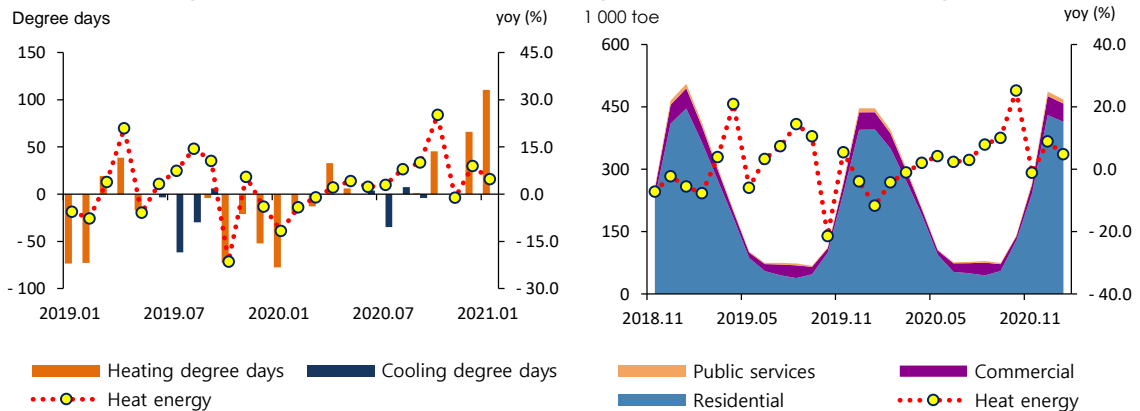 Degree days
yoy (%)
150
100
50
0
- 50
- 100
45.0
30.0
15.0
0.0
-15.0
-30.0
2019.01
2019.07
2020.01
2020.07
2021.01
Heating degree days
Cooling degree days
Heat energy
1 000 toe
yoy (%)
600
450
300
150
0
40.0
20.0
0.0
-20.0
-40.0
2018.11
2019.05
2019.11
2020.05
2020.11
Public services
Commercial
Residential
Heat energy